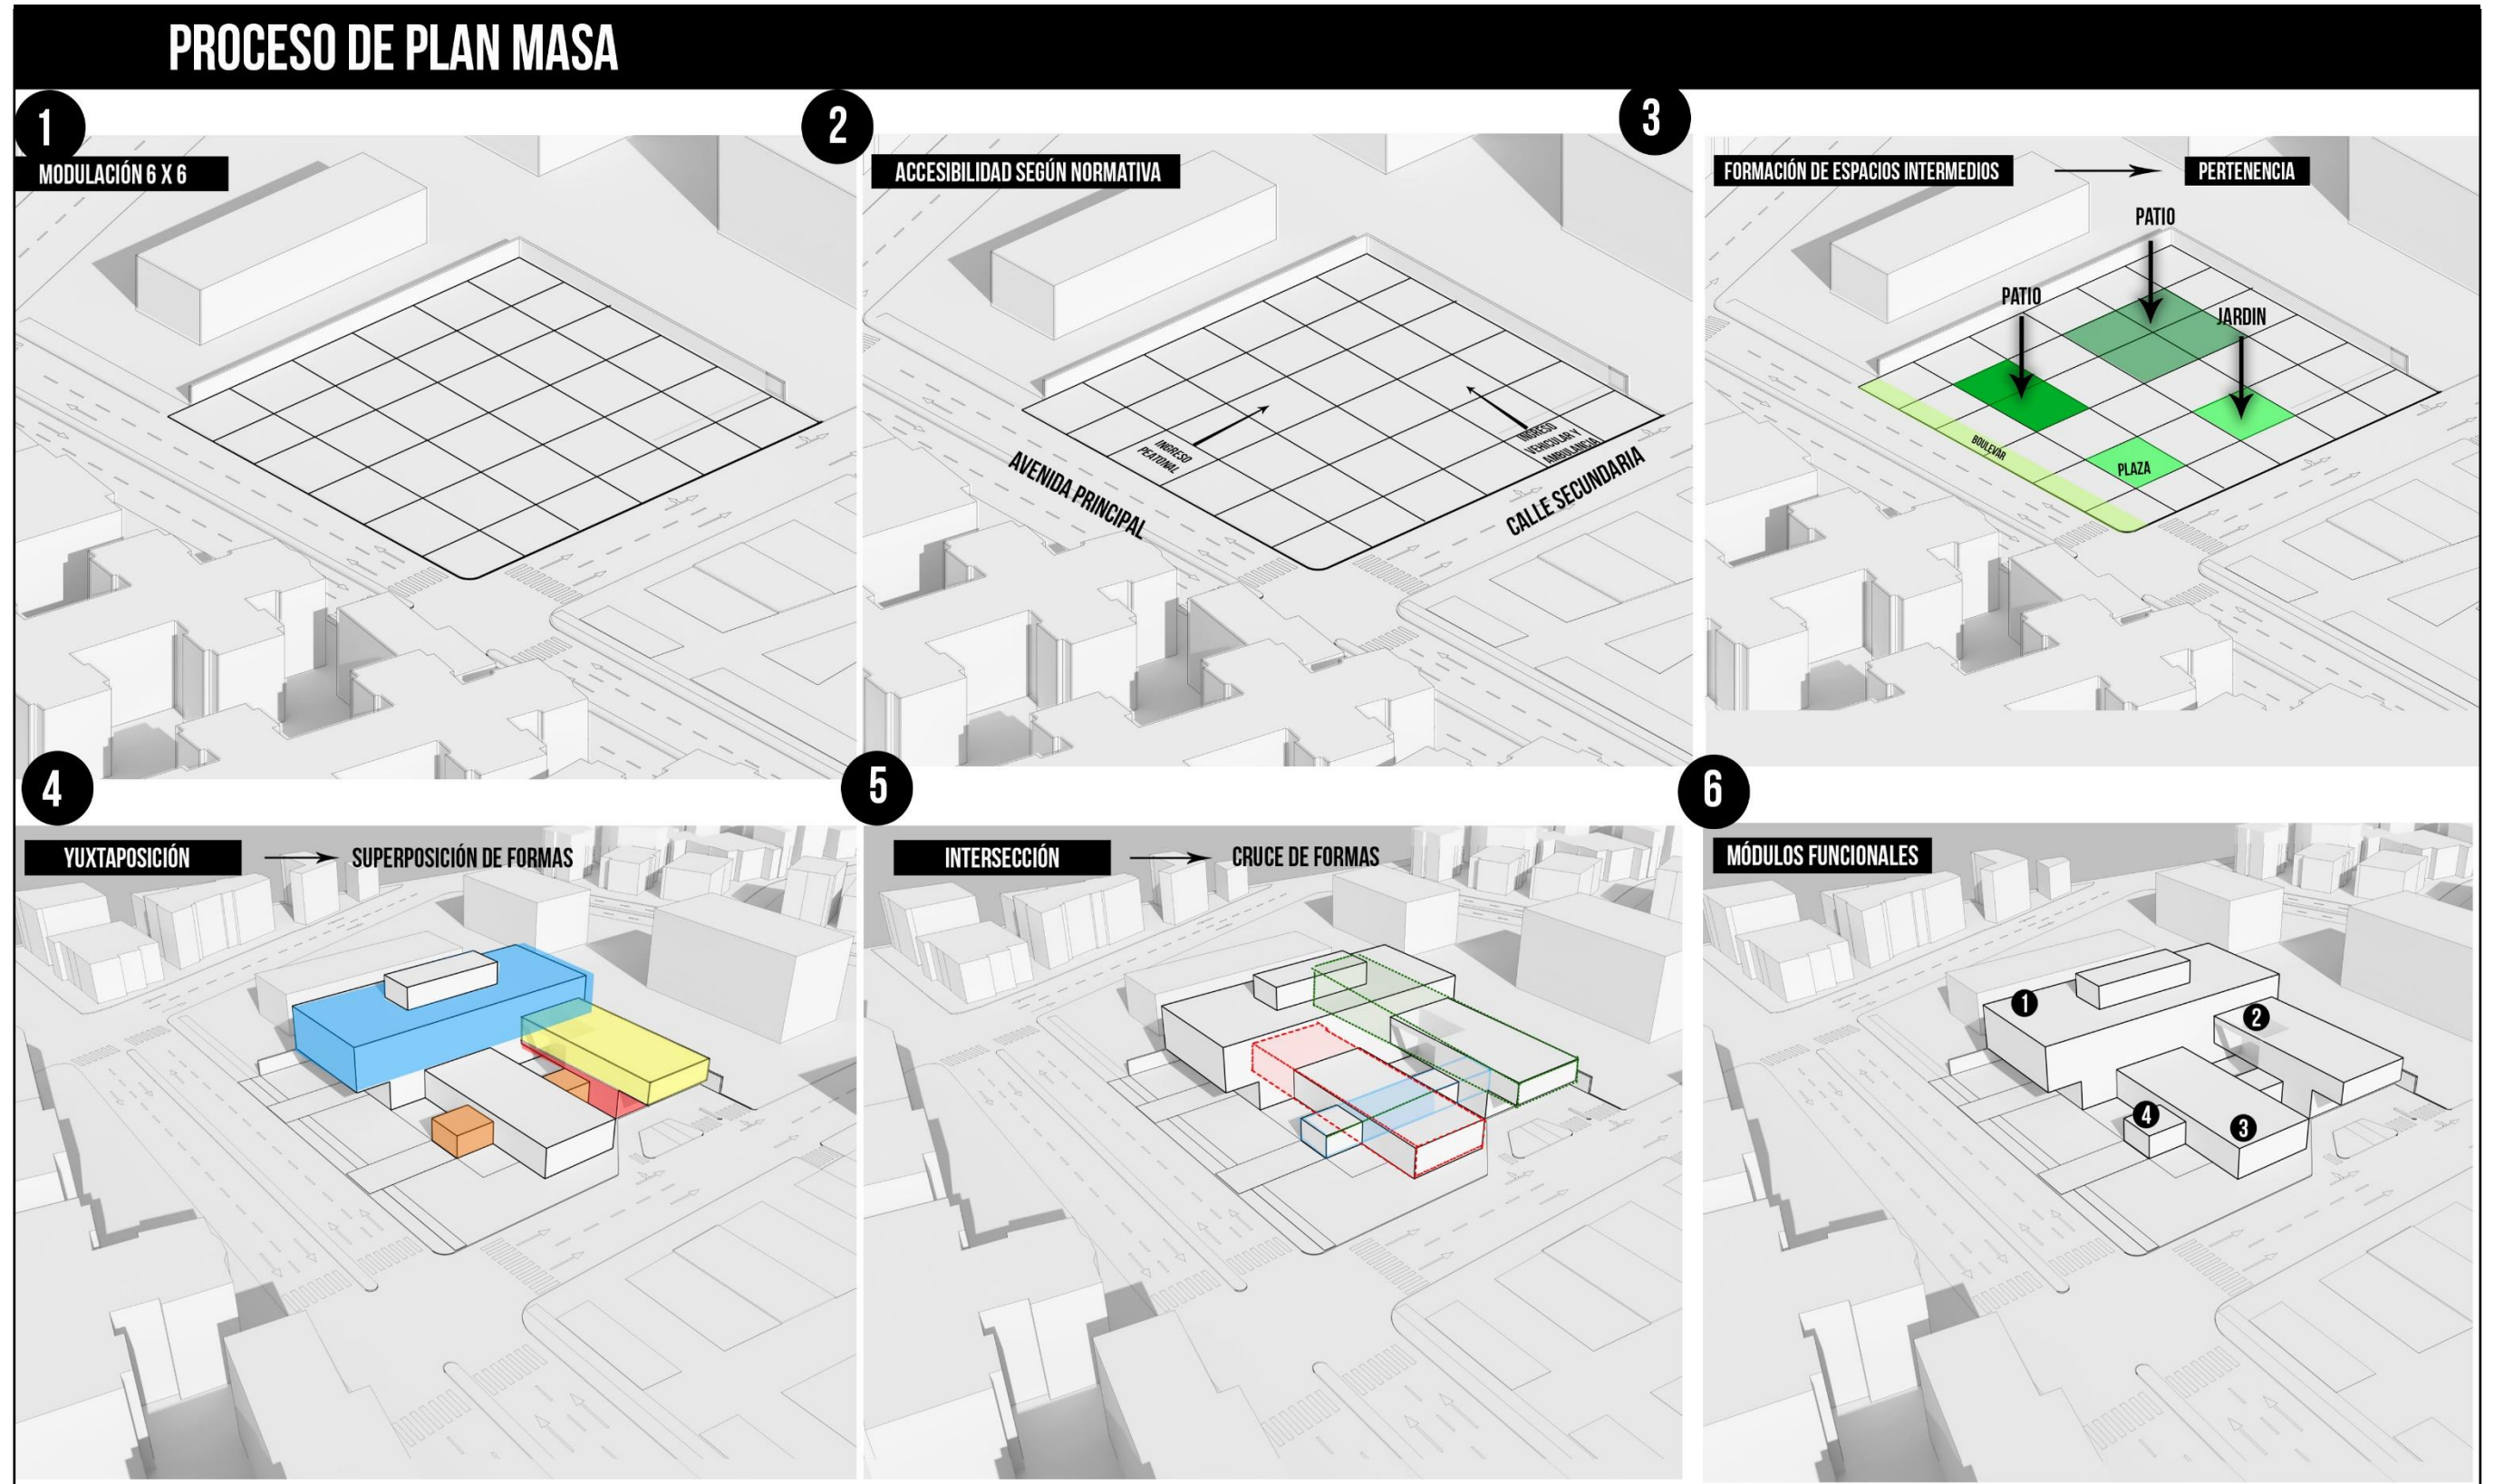 PROCESO DE PLAN MASA
1
MODULACIÓN 6 X 6
2
ACCESIBILIDAD SEGÚN NORMATIVA
INGRESO
PEATONAL
INGRESO
VEHICULAR Y
AMBULANCIA
AVENIDA PRINCIPAL
CALLE SECUNDARIA
3
FORMACIÓN DE ESPACIOS INTERMEDIOS
PERTENENCIA
PATIO
PATIO
JARDIN
BOULEVAR
PLAZA
4
YUXTAPOSICIÓN
SUPERPOSICIÓN DE FORMAS
5
INTERSECCIÓN
CRUCE DE FORMAS
6
MÓDULOS FUNCIONALES
1
2
4
3